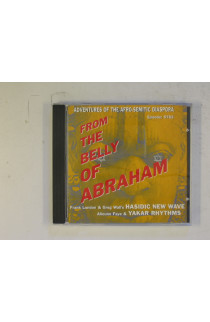 ADVENTURES OF THE AFRO-SEMITIC DIASPORA
FROM
THE
BELLY
OF
ABRAHAM
Frank London & Greg Wall's HASIDIC NEW WAVE
Alioune Faye & YAKAR RHYTHMS